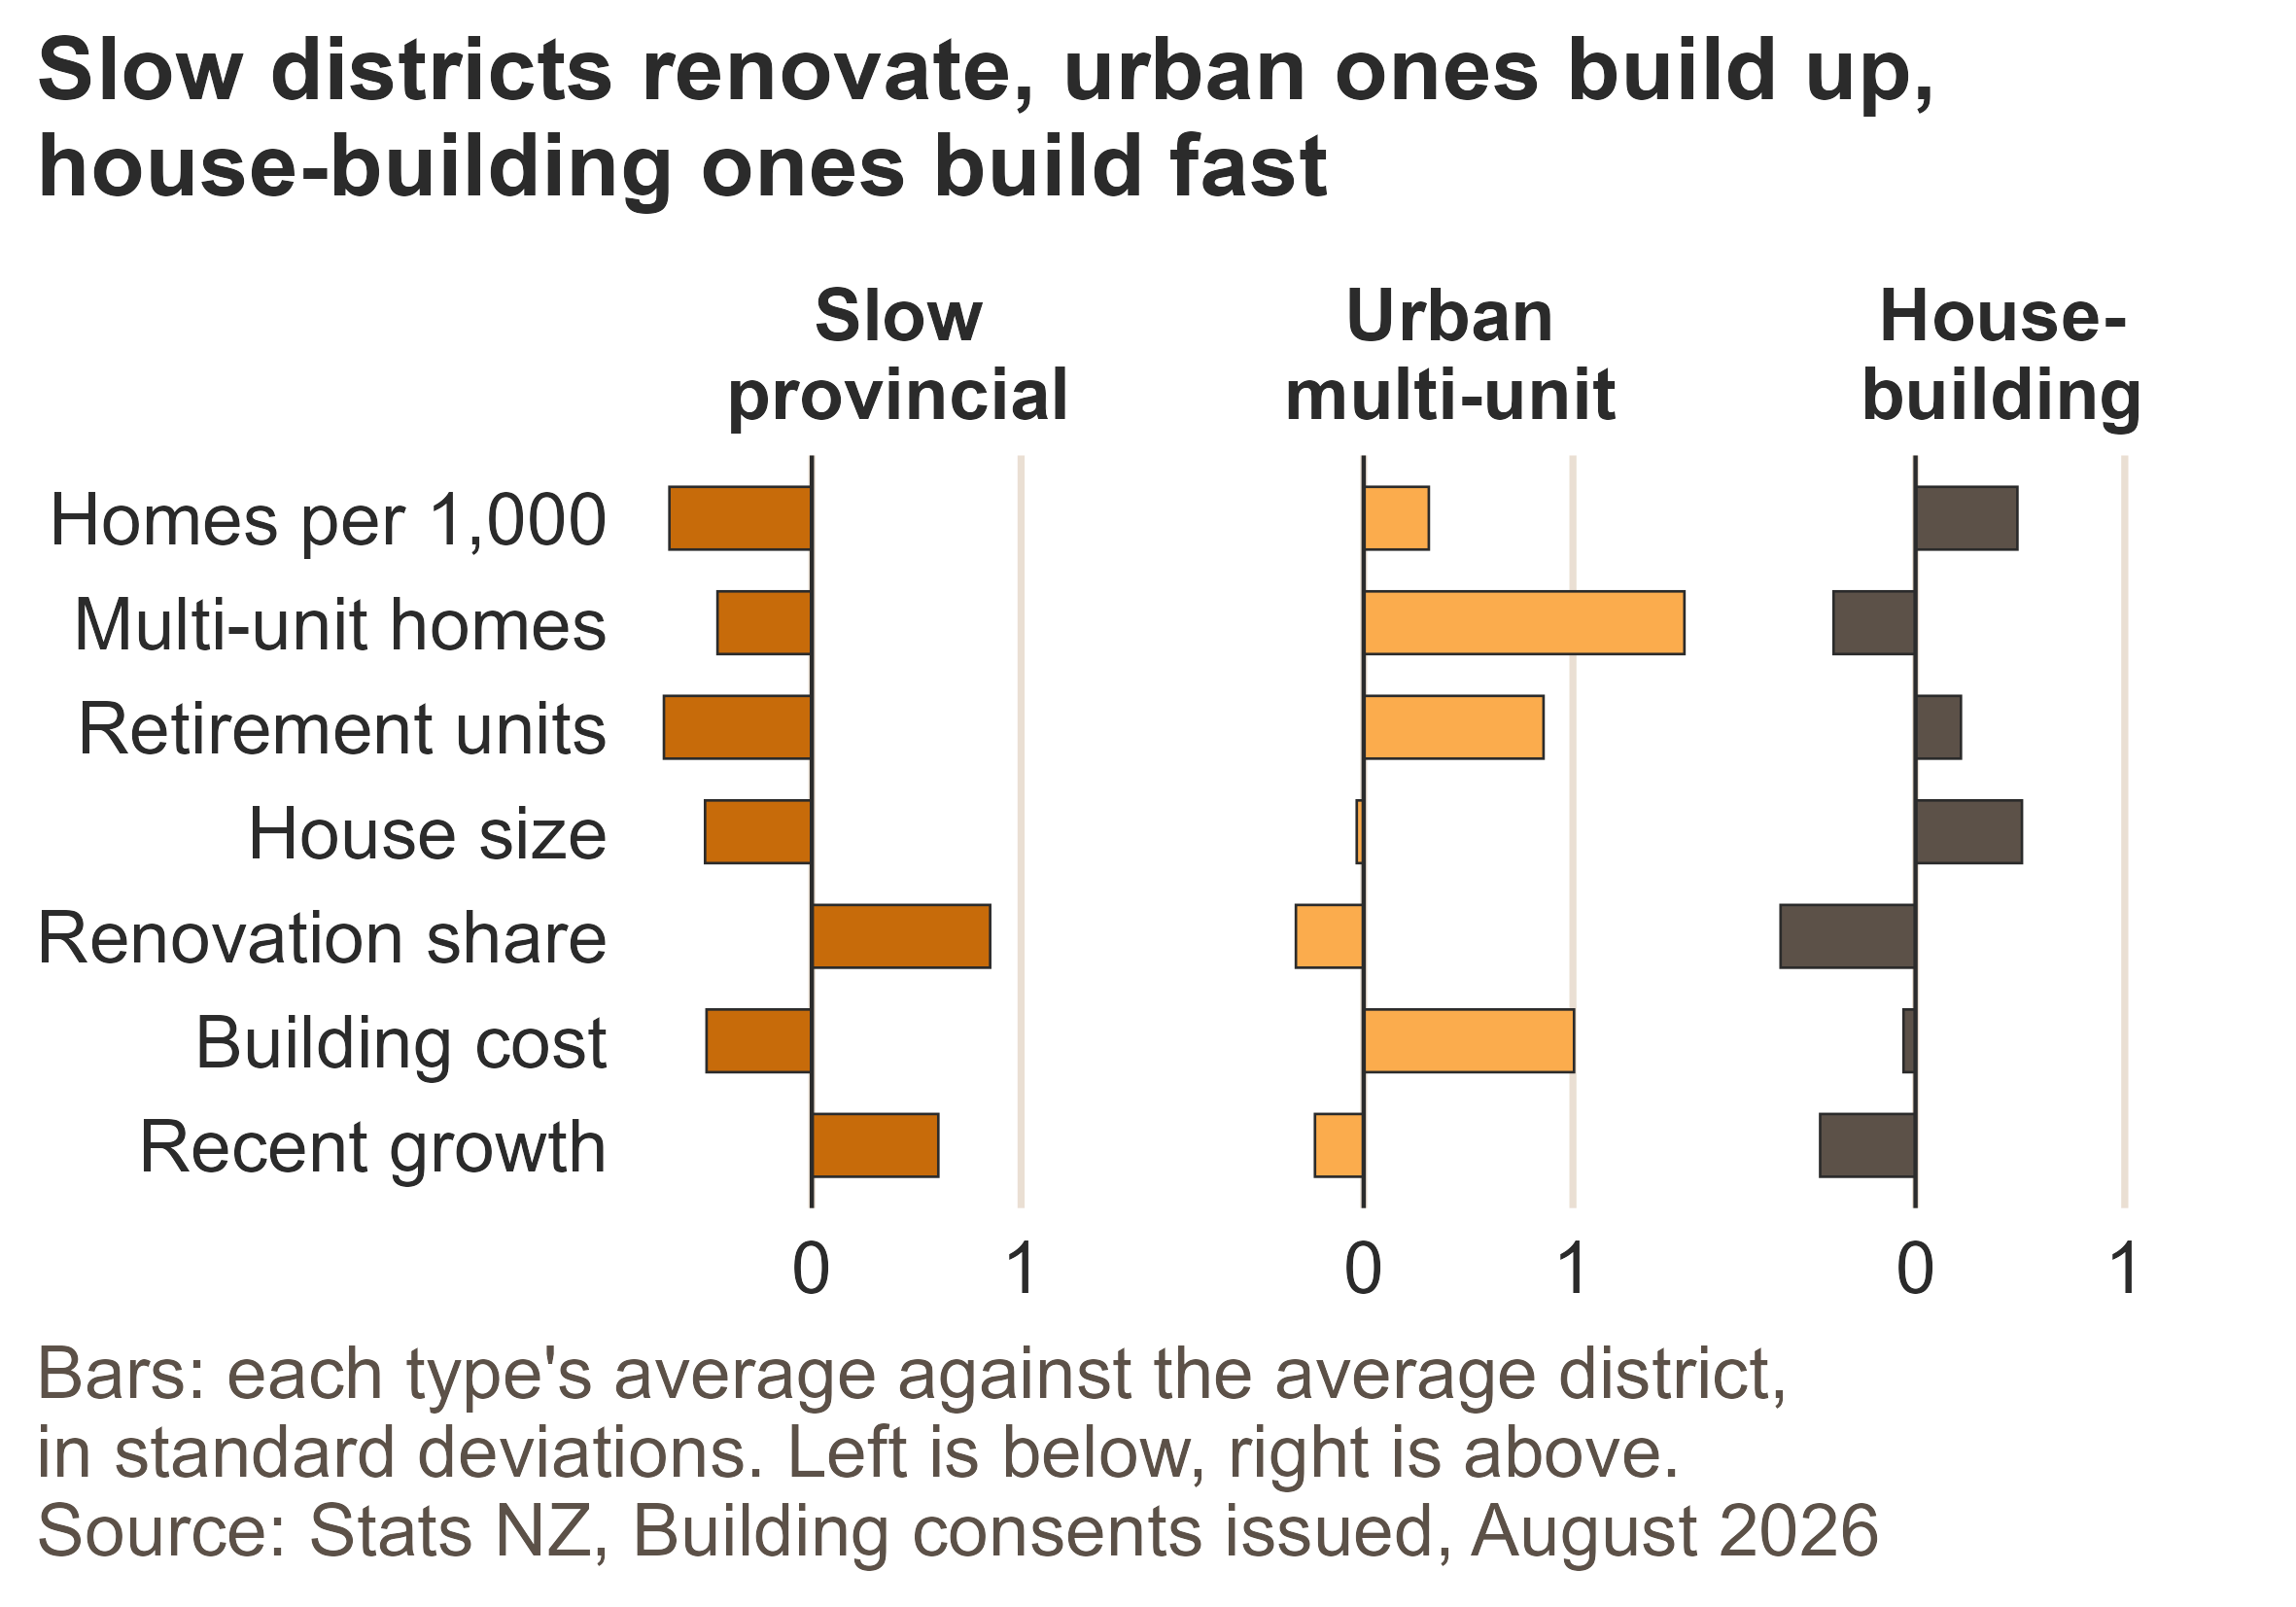 Slow districts renovate, urban ones build up,
house-building ones build fast
Slow
provincial
Urban
multi-unit
House-
building
Homes per 1,000
Multi-unit homes
Retirement units
House size
Renovation share
Building cost
Recent growth
0 1 0 1 0 1
Bars: each type's average against the average district,
in standard deviations. Left is below, right is above.
Source: Stats NZ, Building consents issued, August 2026